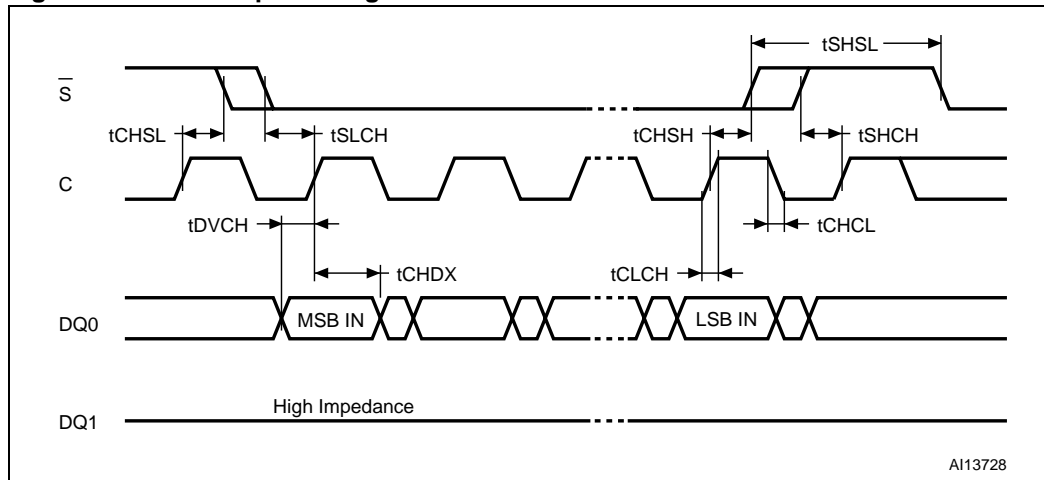 tSHSL
S
tCHSL
tSLCH
tCHSH
tSHCH
C
tDVCH
tCHCL
tCHDX
tCLCH
DQ0
MSB IN
LSB IN
High Impedance
DQ1
AI13728